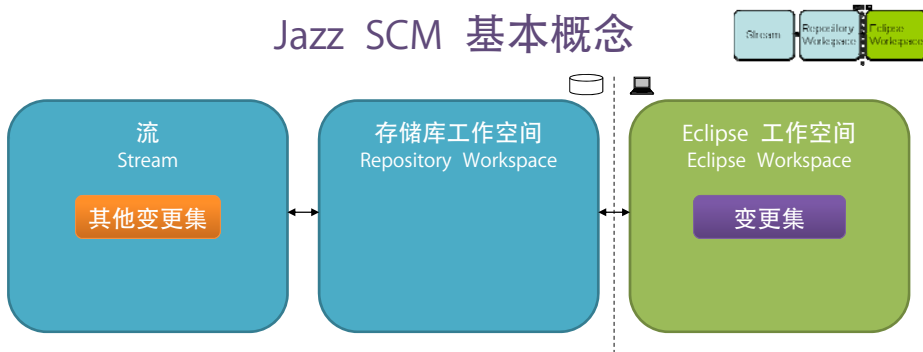 Jazz SCM 基本概念
Stream
Repository
Workspace
Eclipse
Workspace
流
Stream
其他变更集
存储库工作空间
Repository Workspace
Eclipse 工作空间
Eclipse Workspace
变更集